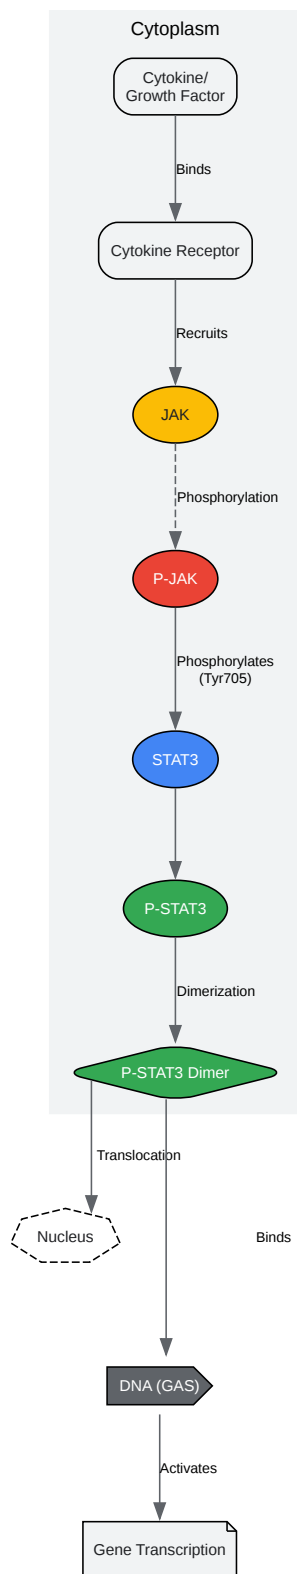 Cytoplasm
Cytokine/
Growth Factor
Binds
Cytokine Receptor
Recruits
JAK
Phosphorylation
P-JAK
Phosphorylates
(Tyr705)
STAT3
P-STAT3
Dimerization
P-STAT3 Dimer
Translocation
Nucleus
Binds
DNA (GAS)
Activates
Gene Transcription